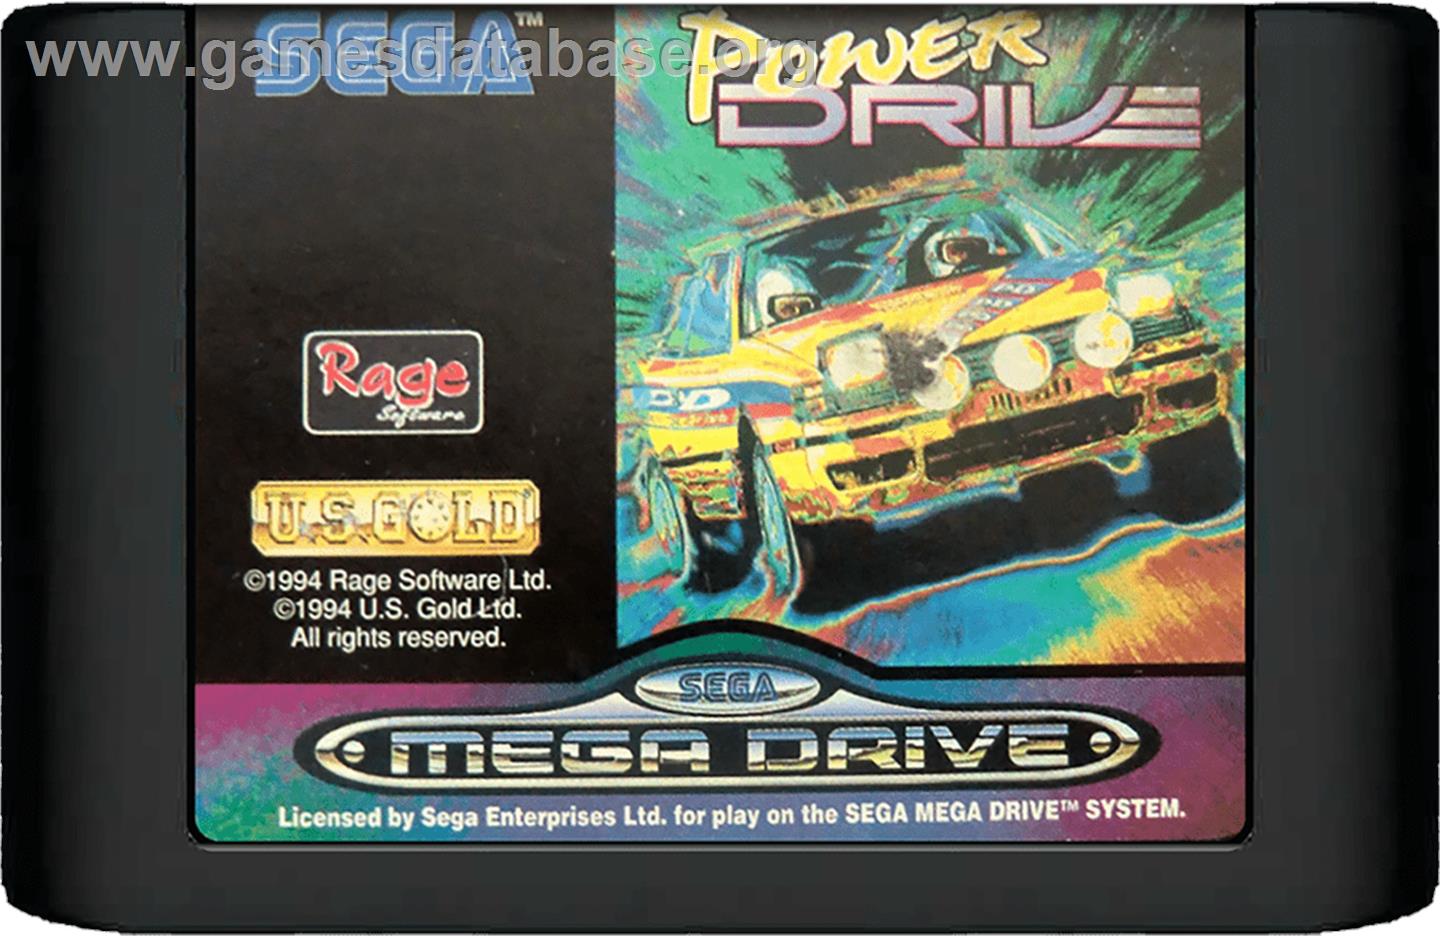 www.gamesdatabase.org
SEGA™
POWER
DRIVE
Rage
Software
U.S. GOLD
©1994 Rage Software Ltd.
©1994 U.S. Gold Ltd.
All rights reserved.
SEGA
MEGA DRIVE
Licensed by Sega Enterprises Ltd. for play on the SEGA MEGA DRIVE™ SYSTEM.